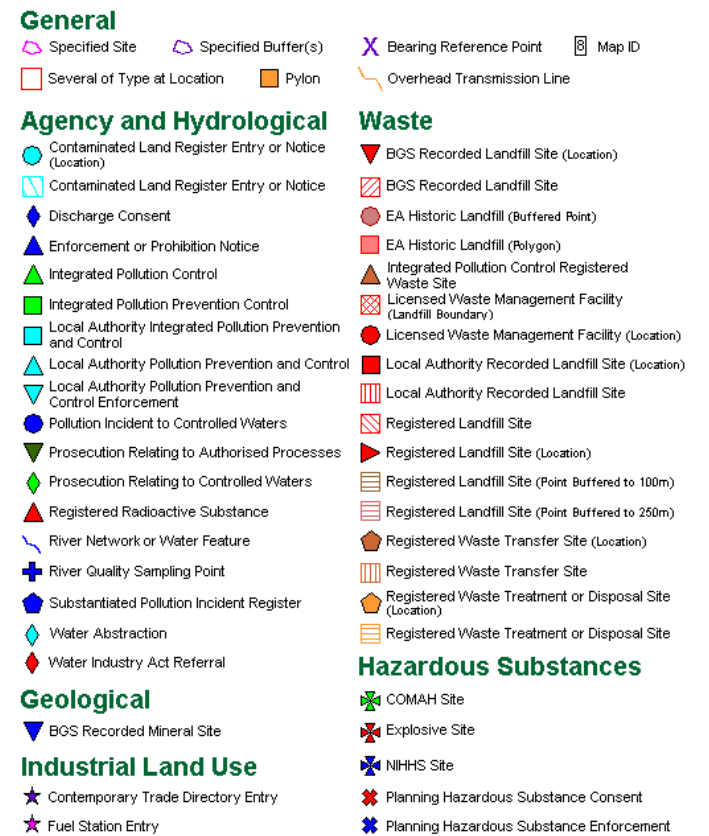 General
Specified Site
Specified Buffer(s)
Bearing Reference Point
8
Map ID
Several of Type at Location
Pylon
Overhead Transmission Line
Agency and Hydrological
Contaminated Land Register Entry or Notice
(Location)
Contaminated Land Register Entry or Notice
Discharge Consent
Enforcement or Prohibition Notice
Integrated Pollution Control
Integrated Pollution Prevention Control
Local Authority Integrated Pollution Prevention
and Control
Local Authority Pollution Prevention and Control
Local Authority Pollution Prevention and
Control Enforcement
Pollution Incident to Controlled Waters
Prosecution Relating to Authorised Processes
Prosecution Relating to Controlled Waters
Registered Radioactive Substance
River Network or Water Feature
River Quality Sampling Point
Substantiated Pollution Incident Register
Water Abstraction
Water Industry Act Referral
Geological
BGS Recorded Mineral Site
Industrial Land Use
Contemporary Trade Directory Entry
Fuel Station Entry
Waste
BGS Recorded Landfill Site (Location)
BGS Recorded Landfill Site
EA Historic Landfill (Buffered Point)
EA Historic Landfill (Polygon)
Integrated Pollution Control Registered
Waste Site
Licensed Waste Management Facility
(Landfill Boundary)
Licensed Waste Management Facility (Location)
Local Authority Recorded Landfill Site (Location)
Local Authority Recorded Landfill Site
Registered Landfill Site
Registered Landfill Site (Location)
Registered Landfill Site (Point Buffered to 100m)
Registered Landfill Site (Point Buffered to 250m)
Registered Waste Transfer Site (Location)
Registered Waste Transfer Site
Registered Waste Treatment or Disposal Site
(Location)
Registered Waste Treatment or Disposal Site
Hazardous Substances
COMAH Site
Explosive Site
NIHHS Site
Planning Hazardous Substance Consent
Planning Hazardous Substance Enforcement